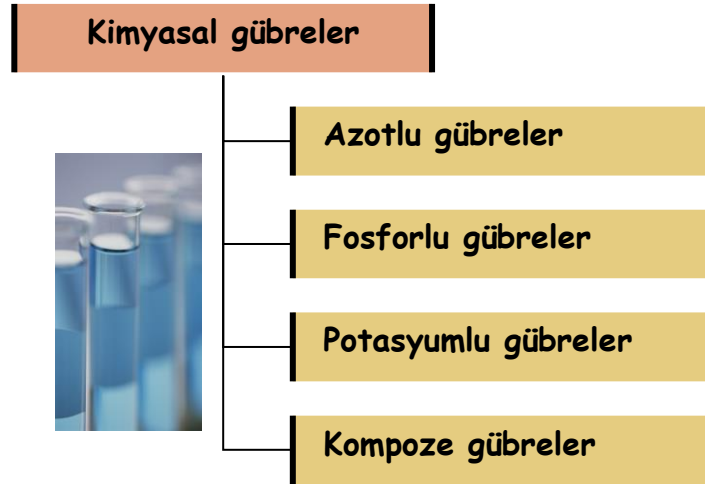 Kimyasal gübreler
Azotlu gübreler
Fosforlu gübreler
Potasyumlu gübreler
Kompoze gübreler